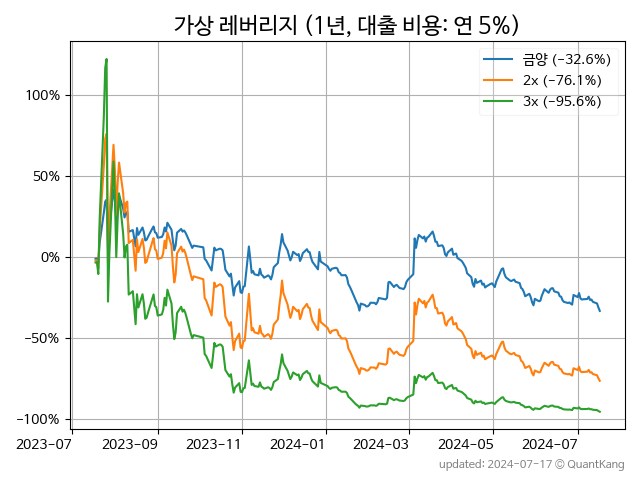 가상 레버리지 (1년, 대출 비용: 연 5%)
금양 (−32.6%)
2x (−76.1%)
3x (−95.6%)
100%
50%
0%
−50%
−100%
2023-07 2023-09 2023-11 2024-01 2024-03 2024-05 2024-07
updated: 2024-07-17 © QuantKang